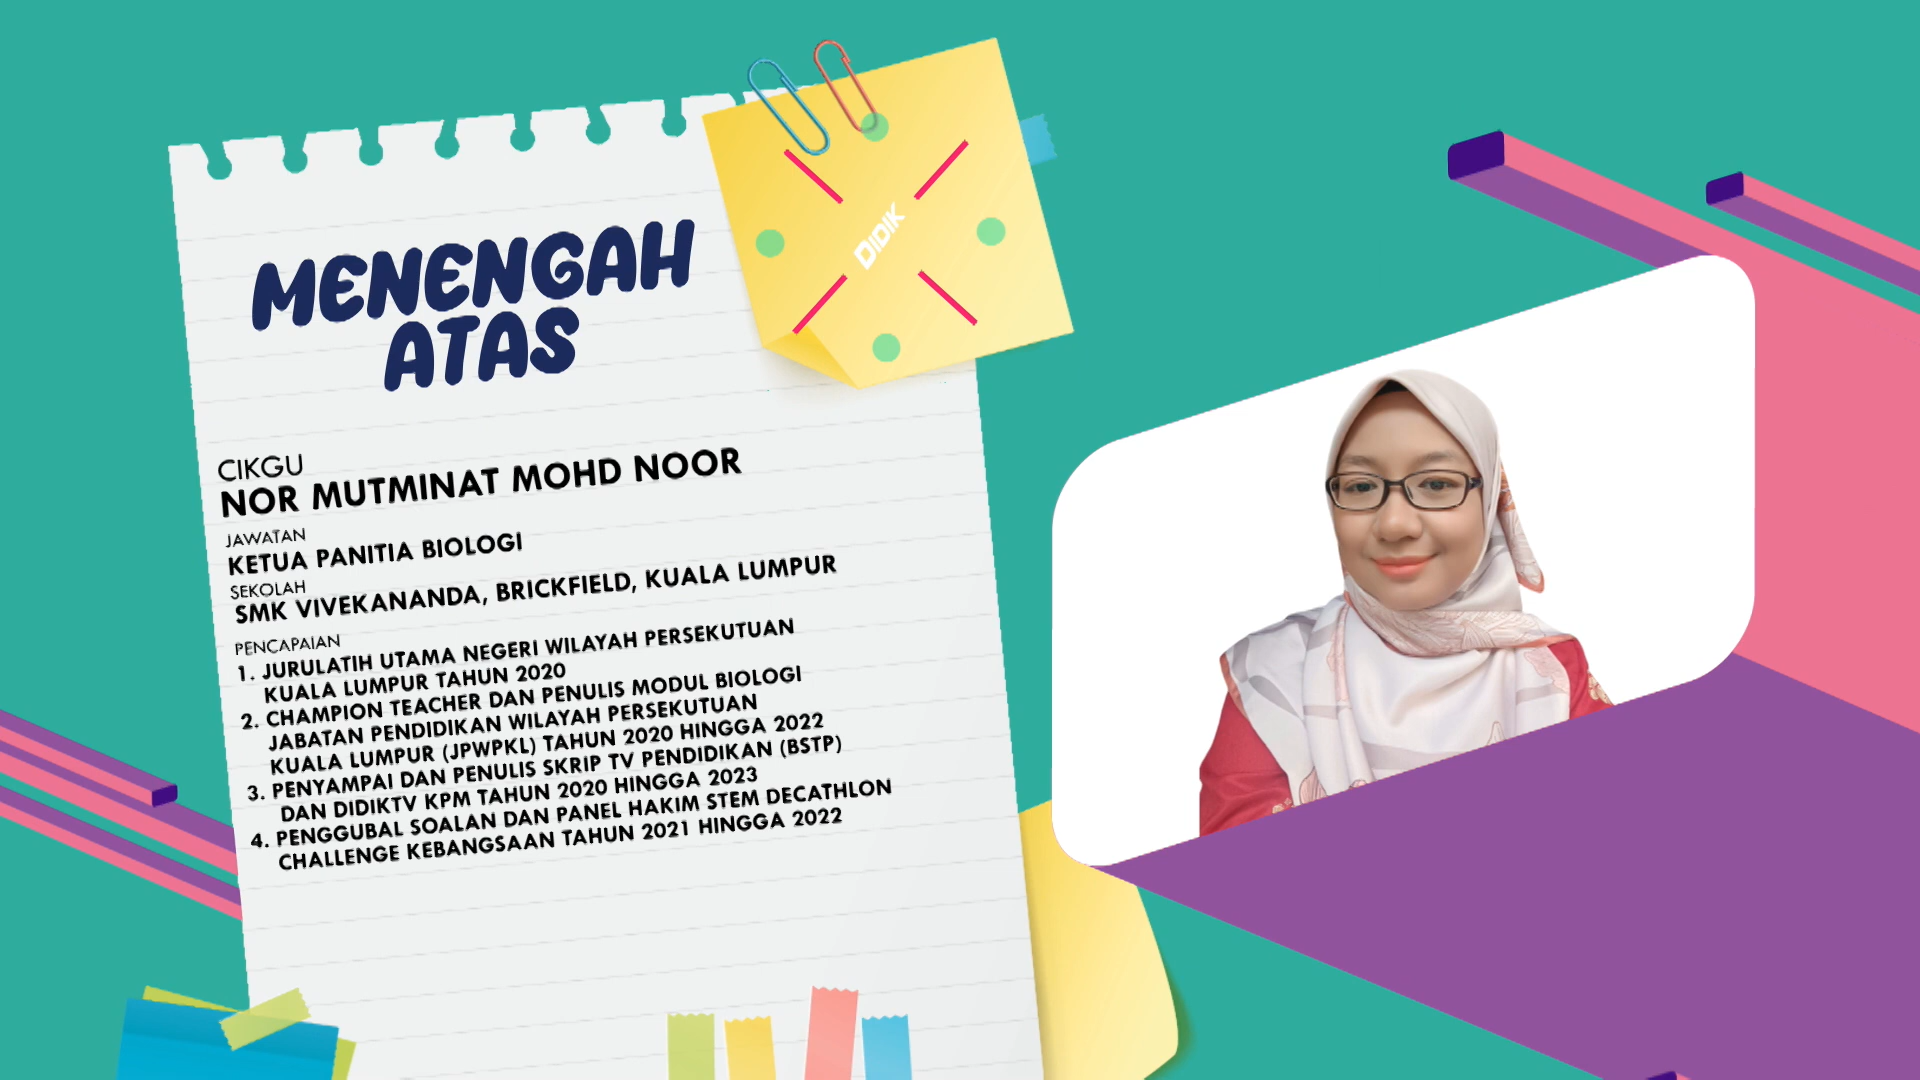 DIDIK
MENENGAH
ATAS
CIKGU
NOR MUTMINAT MOHD NOOR
JAWATAN
KETUA PANITIA BIOLOGI
SEKOLAH
SMK VIVEKANANDA, BRICKFIELD, KUALA LUMPUR
PENCAPAIAN
1. JURULATIH UTAMA NEGERI WILAYAH PERSEKUTUAN
KUALA LUMPUR TAHUN 2020
2. CHAMPION TEACHER DAN PENULIS MODUL BIOLOGI
JABATAN PENDIDIKAN WILAYAH PERSEKUTUAN
KUALA LUMPUR (JPWPKL) TAHUN 2020 HINGGA 2022
3. PENYAMPAI DAN PENULIS SKRIP TV PENDIDIKAN (BSTP)
DAN DIDIKTV KPM TAHUN 2020 HINGGA 2023
4. PENGGUBAL SOALAN DAN PANEL HAKIM STEM DECATHLON
CHALLENGE KEBANGSAAN TAHUN 2021 HINGGA 2022